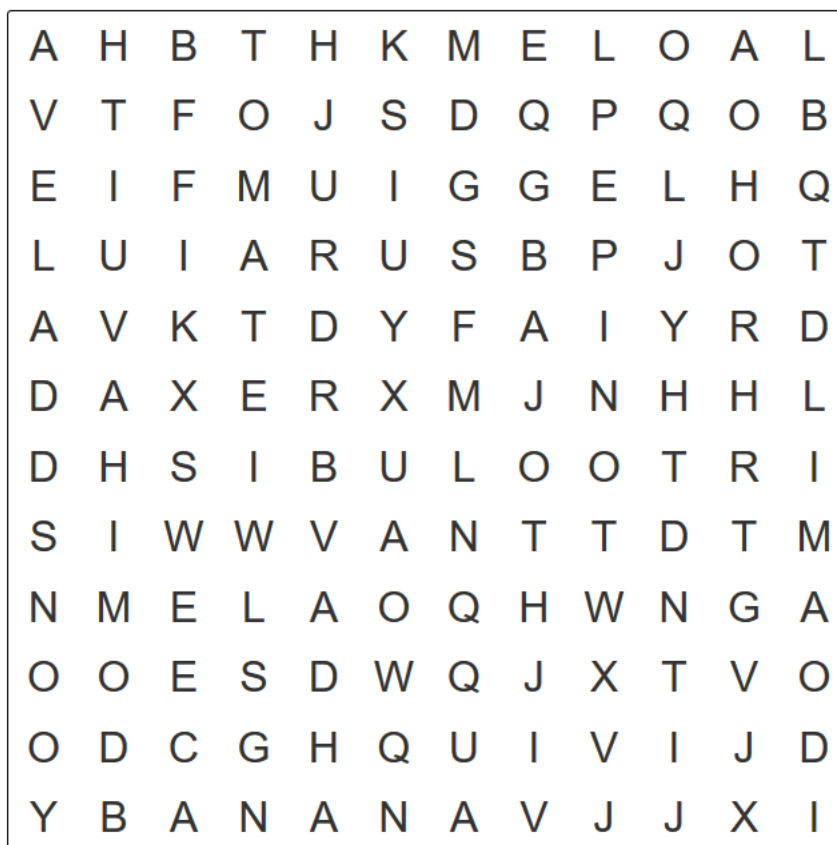 A H B T H K M E L O A L
V T F O J S D Q P Q O B
E I F M U I G G E L H Q
L U I A R U S B P J O T
A V K T D Y F A I Y R D
D A X E R X M J N H H L
D H S I B U L O O T R I
S I W W V A N T T D T M
N M E L A O Q H W N G A
O O E S D W Q J X T V O
O D C G H Q U I V I J D
Y B A N A N A V J J X I